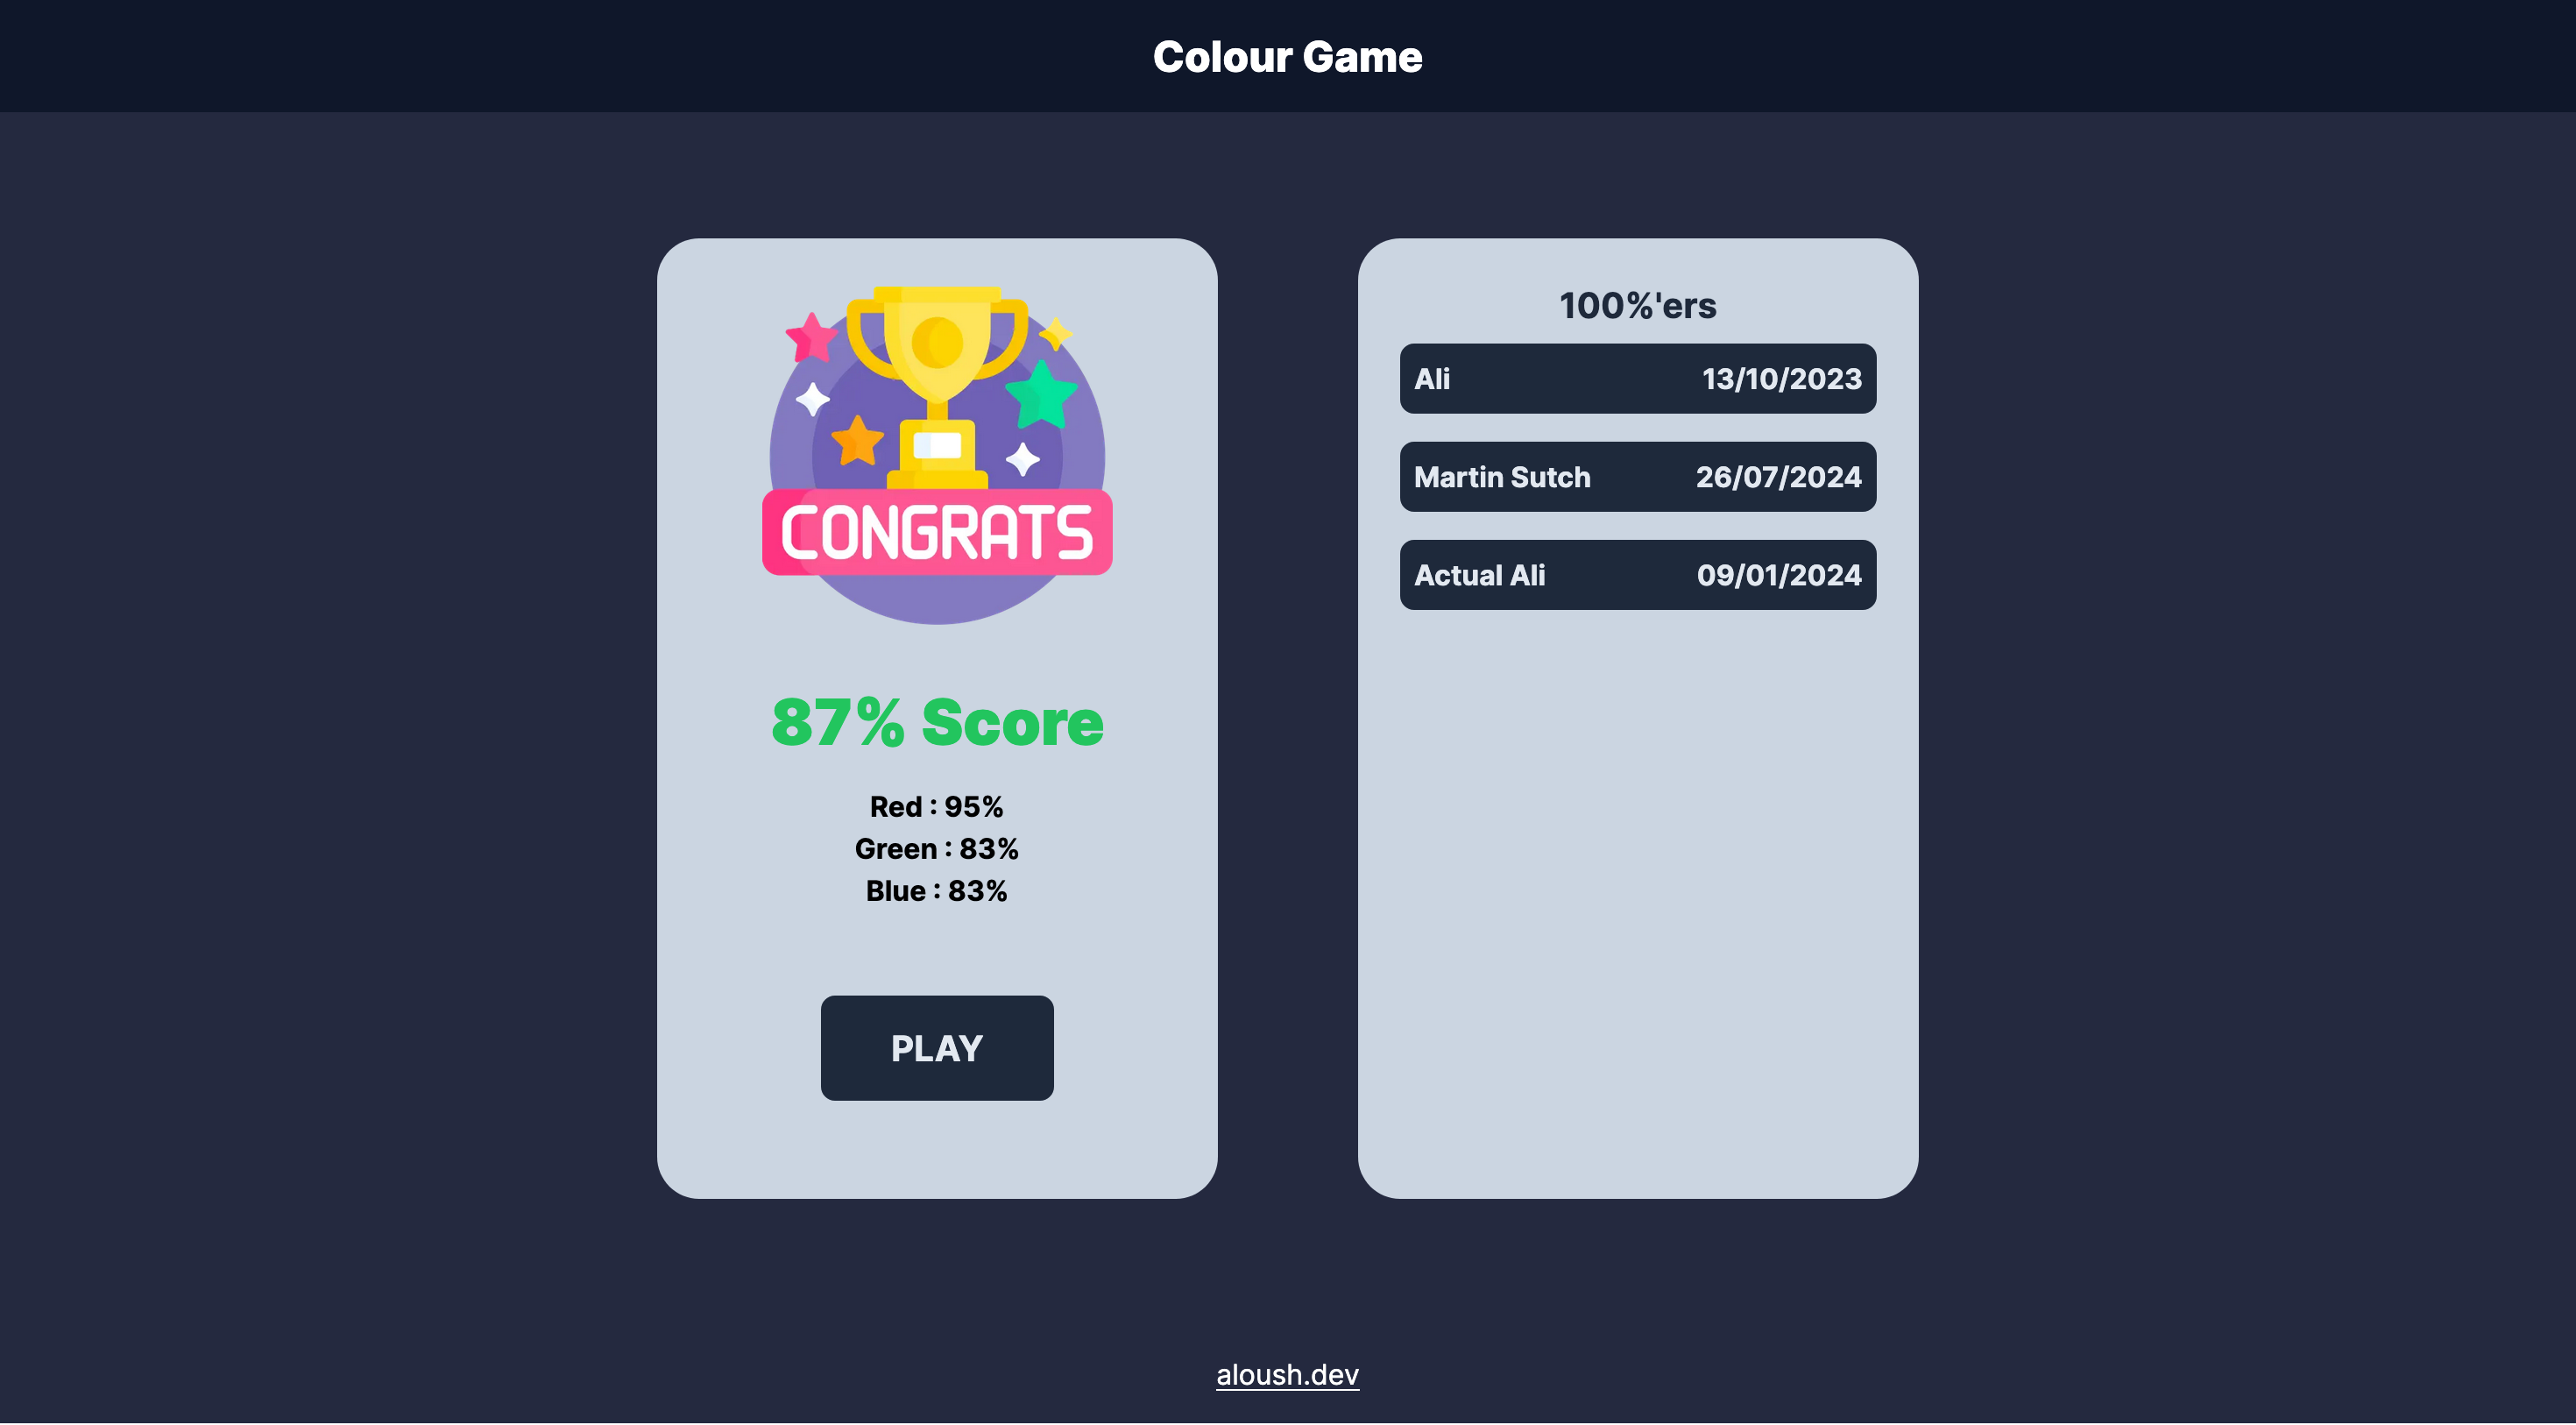 Colour Game
CONGRATS
87% Score
Red : 95%
Green : 83%
Blue : 83%
PLAY
100%'ers
Ali 13/10/2023
Martin Sutch 26/07/2024
Actual Ali 09/01/2024
aloush.dev